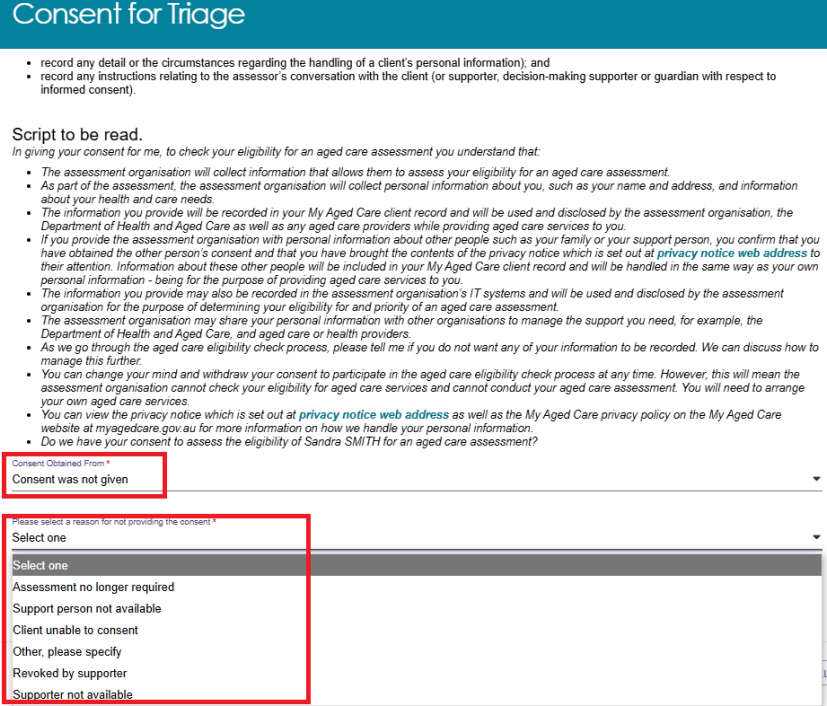 Consent for Triage
• record any detail or the circumstances regarding the handling of a client's personal information); and
• record any instructions relating to the assessor's conversation with the client (or supporter, decision-making supporter or guardian with respect to
informed consent).
Script to be read.
In giving your consent for me, to check your eligibility for an aged care assessment you understand that:
• The assessment organisation will collect information that allows them to assess your eligibility for an aged care assessment.
• As part of the assessment, the assessment organisation will collect personal information about you, such as your name and address, and information
about your health and care needs.
• The information you provide will be recorded in your My Aged Care client record and will be used and disclosed by the assessment organisation, the
Department of Health and Aged Care as well as any aged care providers while providing aged care services to you.
• If you provide the assessment organisation with personal information about other people such as your family or your support person, you confirm that you
have obtained the other person's consent and that you have brought the contents of the privacy notice which is set out at privacy notice web address to
their attention. Information about these other people will be included in your My Aged Care client record and will be handled in the same way as your own
personal information - being for the purpose of providing aged care services to you.
• The information you provide may also be recorded in the assessment organisation's IT systems and will be used and disclosed by the assessment
organisation for the purpose of determining your eligibility for and priority of an aged care assessment.
• The assessment organisation may share your personal information with other organisations to manage the support you need, for example, the
Department of Health and Aged Care, and aged care or health providers.
• As we go through the aged care eligibility check process, please tell me if you do not want any of your information to be recorded. We can discuss how to
manage this further.
• You can change your mind and withdraw your consent to participate in the aged care eligibility check process at any time. However, this will mean the
assessment organisation cannot check your eligibility for aged care services and cannot conduct your aged care assessment. You will need to arrange
your own aged care services.
• You can view the privacy notice which is set out at privacy notice web address as well as the My Aged Care privacy policy on the My Aged Care
website at myagedcare.gov.au for more information on how we handle your personal information.
• Do we have your consent to assess the eligibility of Sandra SMITH for an aged care assessment?
Consent Obtained From *
Consent was not given
Please select a reason for not providing the consent *
Select one
Select one
Assessment no longer required
Support person not available
Client unable to consent
Other, please specify
Revoked by supporter
Supporter not available